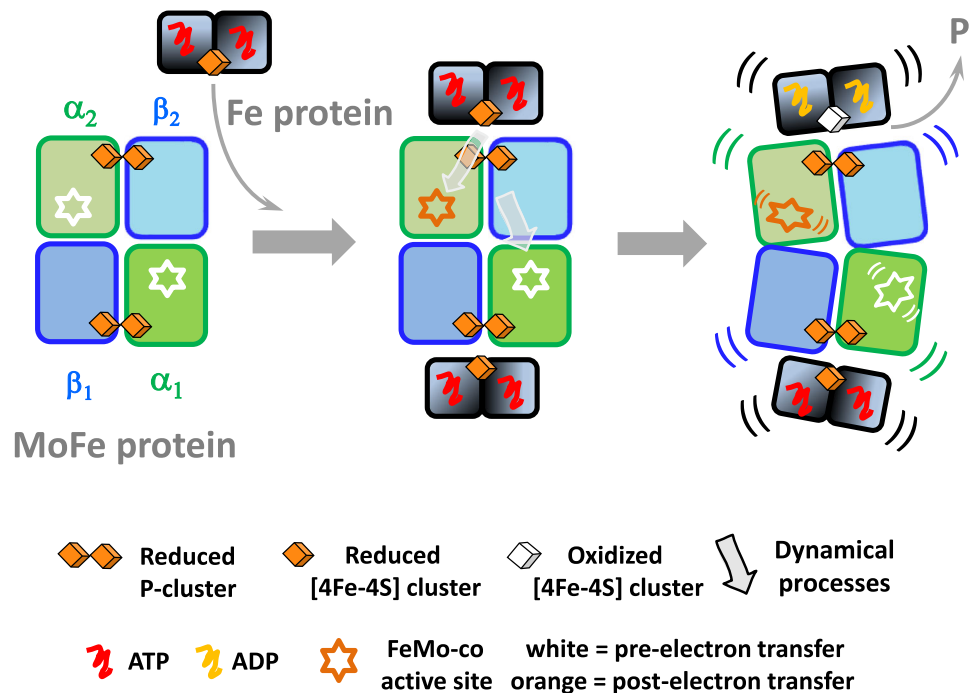 P
Fe protein
α2 β2
β1 α1
MoFe protein
Reduced
P-cluster
Reduced
[4Fe-4S] cluster
Oxidized
[4Fe-4S] cluster
Dynamical
processes
ATP
ADP
FeMo-co
active site
white = pre-electron transfer
orange = post-electron transfer